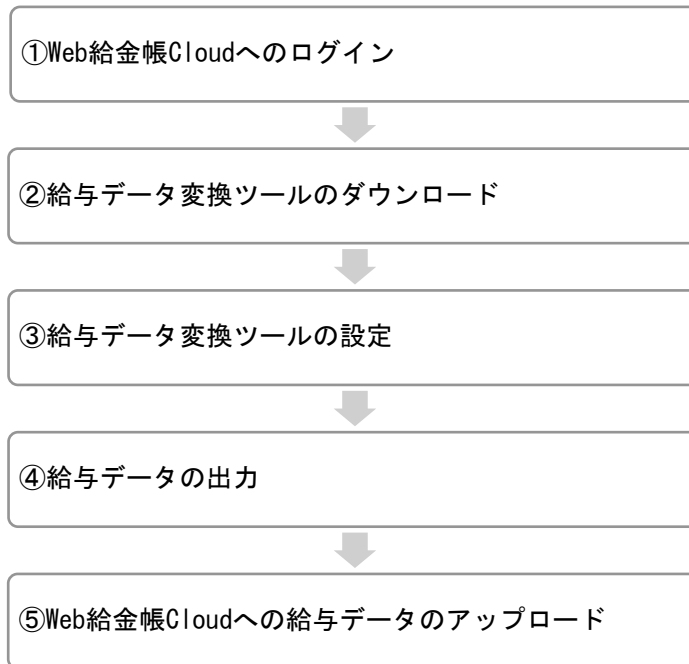 ①Web給金帳Cloudへのログイン
②給与データ変換ツールのダウンロード
③給与データ変換ツールの設定
④給与データの出力
⑤Web給金帳Cloudへの給与データのアップロード